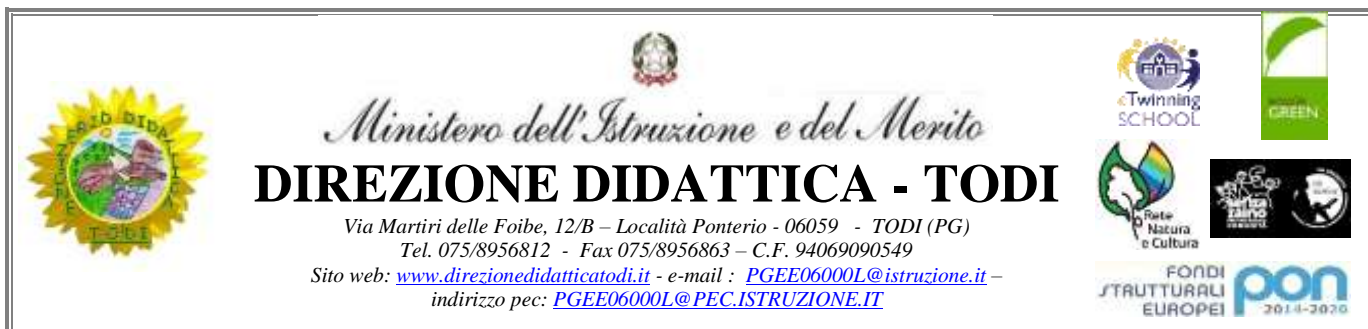 Ministero dell'Istruzione e del Merito
DIREZIONE DIDATTICA - TODI
Via Martiri delle Foibe, 12/B – Località Ponterio - 06059 - TODI (PG)
Tel. 075/8956812 - Fax 075/8956863 – C.F. 94069090549
Sito web: www.direzionedidatticatodi.it - e-mail : PGEE06000L@istruzione.it –
indirizzo pec: PGEE06000L@PEC.ISTRUZIONE.IT
TODI
eTwinning
SCHOOL
GREEN
Rete
Natura
e Cultura
FONDI
STRUTTURALI
EUROPEI
pon
2014-2020